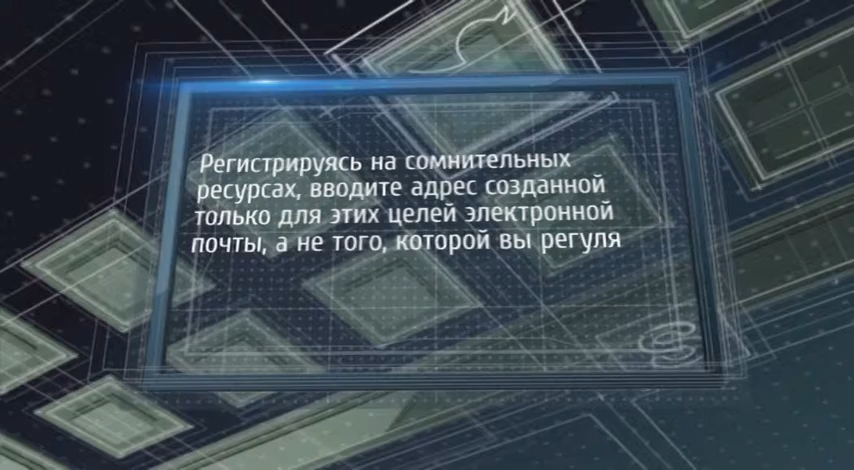 Регистрируясь на сомнительных
ресурсах, вводите адрес созданной
только для этих целей электронной
почты, а не того, которой вы регуля